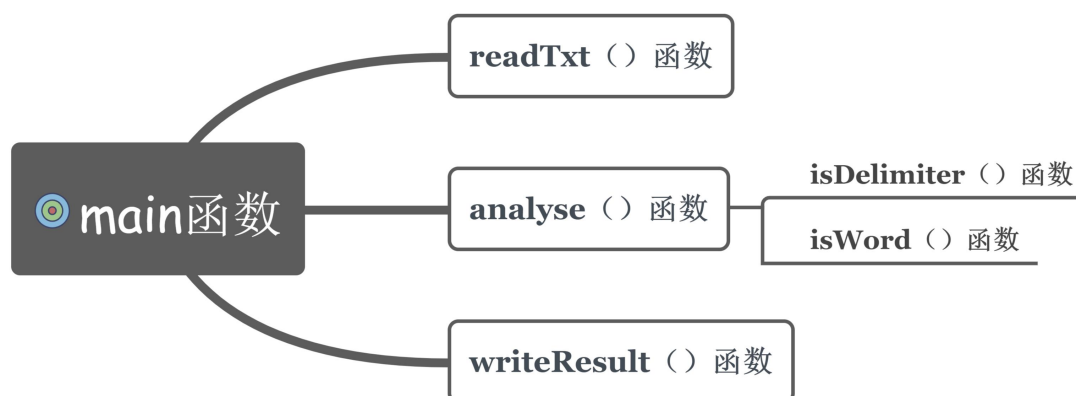 main函数
readTxt（）函数
analyse（）函数
isDelimiter（）函数
isWord（）函数
writeResult（）函数